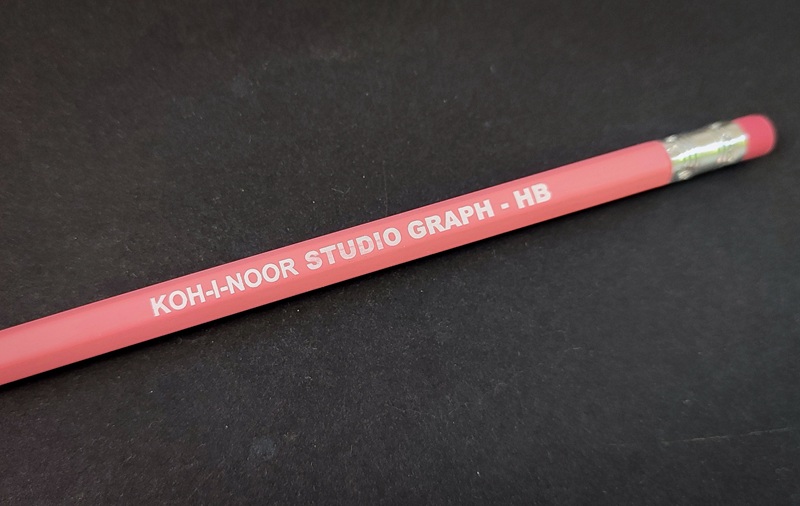 KOH-I-NOOR STUDIO GRAPH - HB